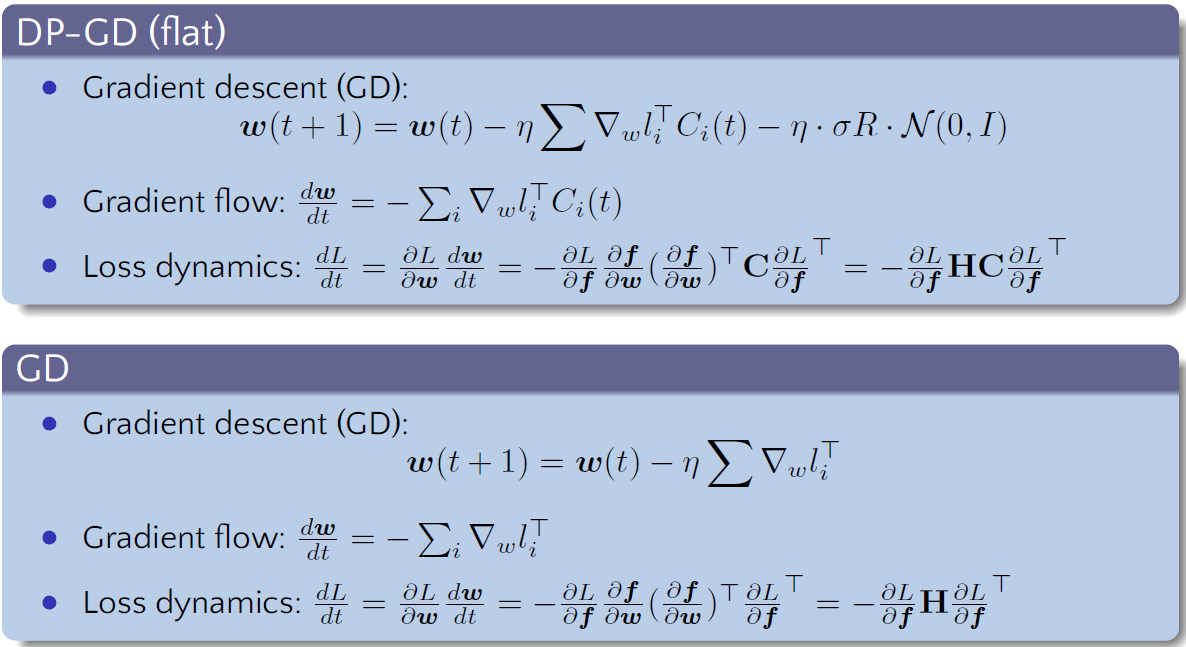 DP-GD (flat)
• Gradient descent (GD):
$\boldsymbol{w}(t+1) = \boldsymbol{w}(t) - \eta \sum \nabla_w l_i^\top C_i(t) - \eta \cdot \sigma R \cdot \mathcal{N}(0, I)$
• Gradient flow: $\frac{d\boldsymbol{w}}{dt} = -\sum_i \nabla_w l_i^\top C_i(t)$
• Loss dynamics: $\frac{dL}{dt} = \frac{\partial L}{\partial \boldsymbol{w}} \frac{d\boldsymbol{w}}{dt} = -\frac{\partial L}{\partial \boldsymbol{f}} \frac{\partial \boldsymbol{f}}{\partial \boldsymbol{w}} (\frac{\partial \boldsymbol{f}}{\partial \boldsymbol{w}})^\top \mathbf{C} \frac{\partial L}{\partial \boldsymbol{f}}^\top = -\frac{\partial L}{\partial \boldsymbol{f}} \mathbf{H}\mathbf{C} \frac{\partial L}{\partial \boldsymbol{f}}^\top$
GD
• Gradient descent (GD):
$\boldsymbol{w}(t+1) = \boldsymbol{w}(t) - \eta \sum \nabla_w l_i^\top$
• Gradient flow: $\frac{d\boldsymbol{w}}{dt} = -\sum_i \nabla_w l_i^\top$
• Loss dynamics: $\frac{dL}{dt} = \frac{\partial L}{\partial \boldsymbol{w}} \frac{d\boldsymbol{w}}{dt} = -\frac{\partial L}{\partial \boldsymbol{f}} \frac{\partial \boldsymbol{f}}{\partial \boldsymbol{w}} (\frac{\partial \boldsymbol{f}}{\partial \boldsymbol{w}})^\top \frac{\partial L}{\partial \boldsymbol{f}}^\top = -\frac{\partial L}{\partial \boldsymbol{f}} \mathbf{H} \frac{\partial L}{\partial \boldsymbol{f}}^\top$